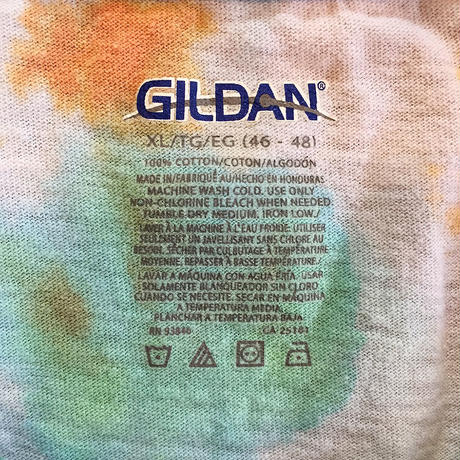 GILDAN®
XL/TG/EG (46 - 48)
100% COTTON/COTON/ALGODÓN
MADE IN/FABRIQUÉ AU/HECHO EN HONDURAS
MACHINE WASH COLD. USE ONLY
NON-CHLORINE BLEACH WHEN NEEDED
TUMBLE DRY MEDIUM. IRON LOW./
LAVER À LA MACHINE À L'EAU FROIDE. UTILISER
SEULEMENT UN JAVELLISANT SANS CHLORE AU
BESOIN. SÉCHER PAR CULBUTAGE À TEMPÉRATURE
MOYENNE. REPASSER À BASSE TEMPÉRATURE./
LAVAR A MÁQUINA CON AGUA FRÍA. USAR
SOLAMENTE BLANQUEADOR SIN CLORO
CUANDO SE NECESITE. SECAR EN MÁQUINA
A TEMPERATURA MEDIA.
PLANCHAR A TEMPERATURA BAJA.
RN 93846 CA 25161